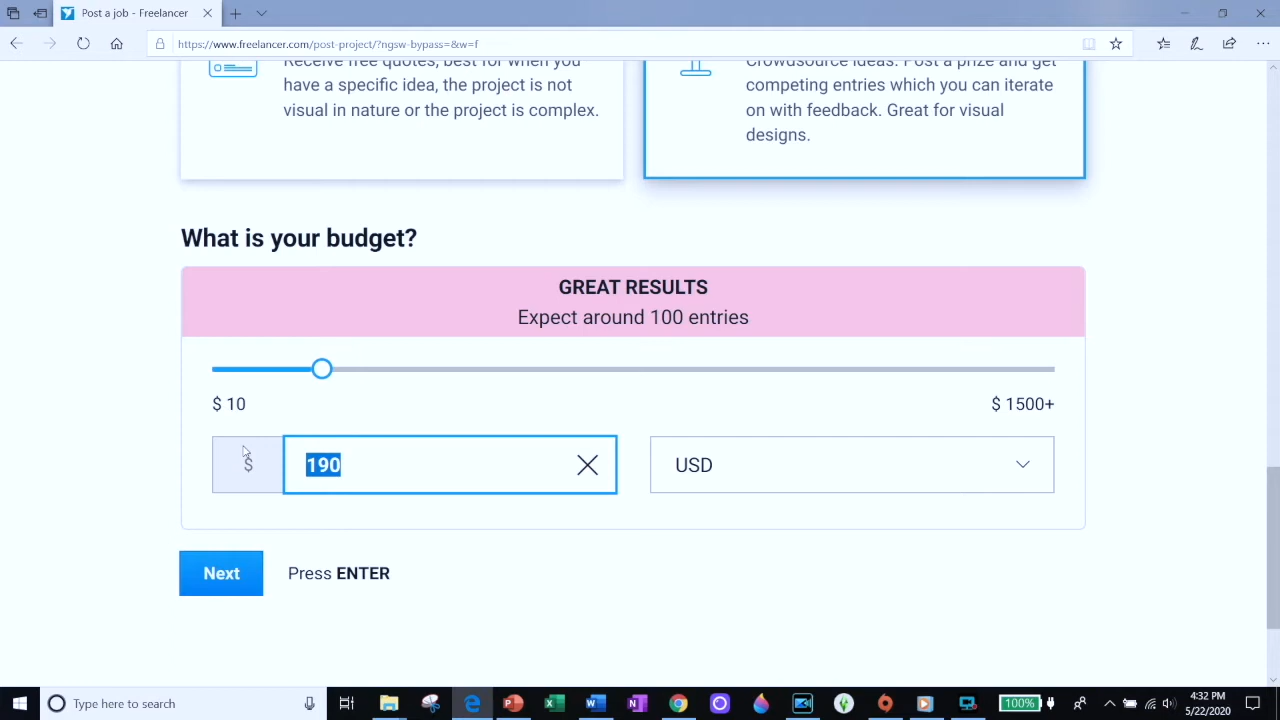 Post a job - Freelancer
https://www.freelancer.com/post-project/?ngsw-bypass=&w=f
Receive free quotes, best for when you
have a specific idea, the project is not
visual in nature or the project is complex.
Crowdsource ideas. Post a prize and get
competing entries which you can iterate
on with feedback. Great for visual
designs.
What is your budget?
GREAT RESULTS
Expect around 100 entries
$ 10
$ 1500+
$
190
USD
Next
Press ENTER
Type here to search
100%
4:32 PM
5/22/2020